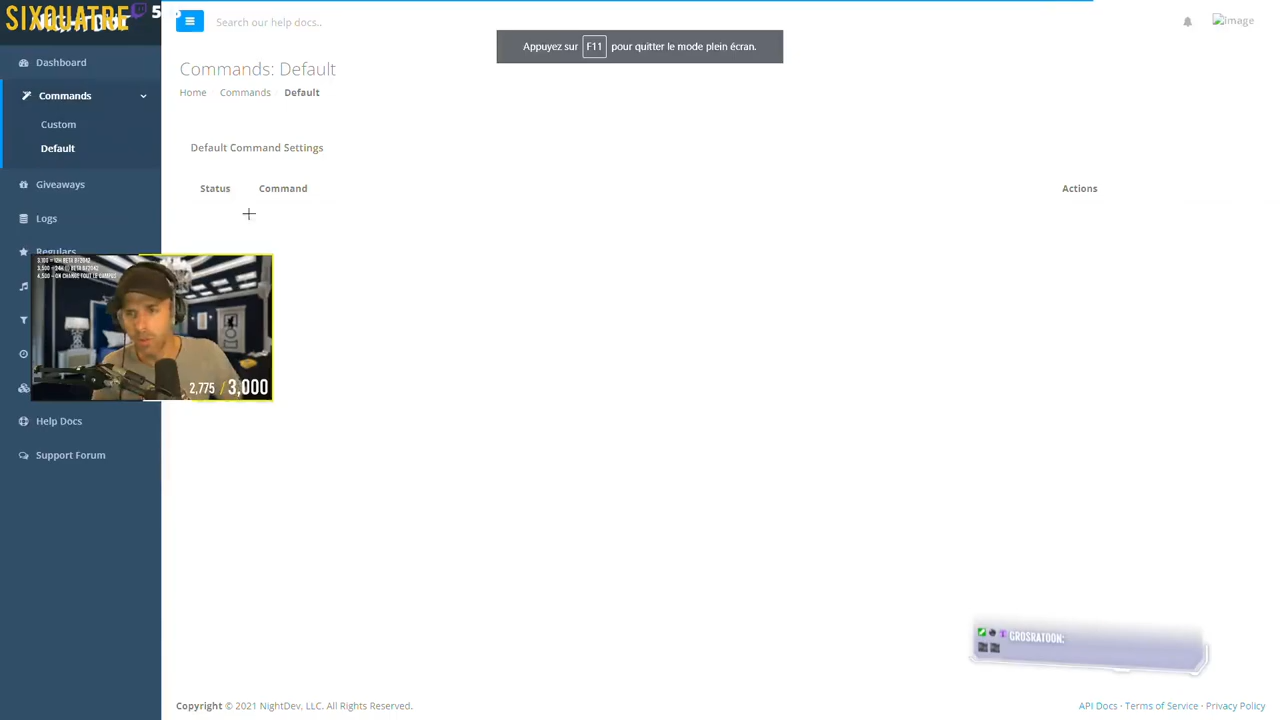 SIXQUATRE
Search our help docs..
Appuyez sur F11 pour quitter le mode plein écran.
image
Dashboard
Commands
Custom
Default
Giveaways
Logs
Regulars
Help Docs
Support Forum
Commands: Default
Home Commands Default
Default Command Settings
Status Command Actions
2,775 / 3,000
GROSRATOON:
Copyright © 2021 NightDev, LLC. All Rights Reserved.
API Docs · Terms of Service · Privacy Policy